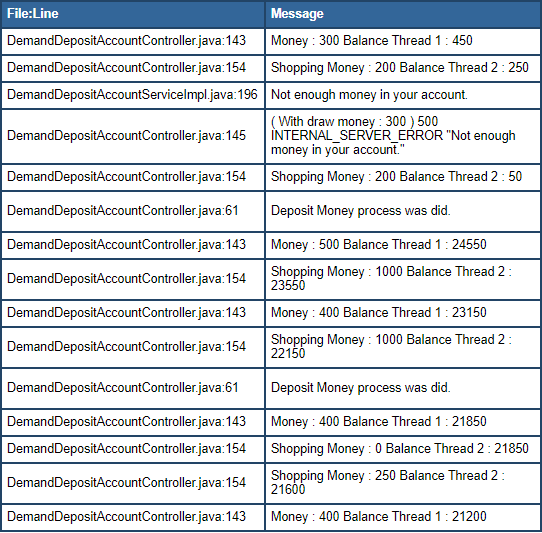 File:Line Message
DemandDepositAccountController.java:143 Money : 300 Balance Thread 1 : 450
DemandDepositAccountController.java:154 Shopping Money : 200 Balance Thread 2 : 250
DemandDepositAccountServiceImpl.java:196 Not enough money in your account.
DemandDepositAccountController.java:145 ( With draw money : 300 ) 500
INTERNAL_SERVER_ERROR "Not enough
money in your account."
DemandDepositAccountController.java:154 Shopping Money : 200 Balance Thread 2 : 50
DemandDepositAccountController.java:61 Deposit Money process was did.
DemandDepositAccountController.java:143 Money : 500 Balance Thread 1 : 24550
DemandDepositAccountController.java:154 Shopping Money : 1000 Balance Thread 2 :
23550
DemandDepositAccountController.java:143 Money : 400 Balance Thread 1 : 23150
DemandDepositAccountController.java:154 Shopping Money : 1000 Balance Thread 2 :
22150
DemandDepositAccountController.java:61 Deposit Money process was did.
DemandDepositAccountController.java:143 Money : 400 Balance Thread 1 : 21850
DemandDepositAccountController.java:154 Shopping Money : 0 Balance Thread 2 : 21850
DemandDepositAccountController.java:154 Shopping Money : 250 Balance Thread 2 :
21600
DemandDepositAccountController.java:143 Money : 400 Balance Thread 1 : 21200